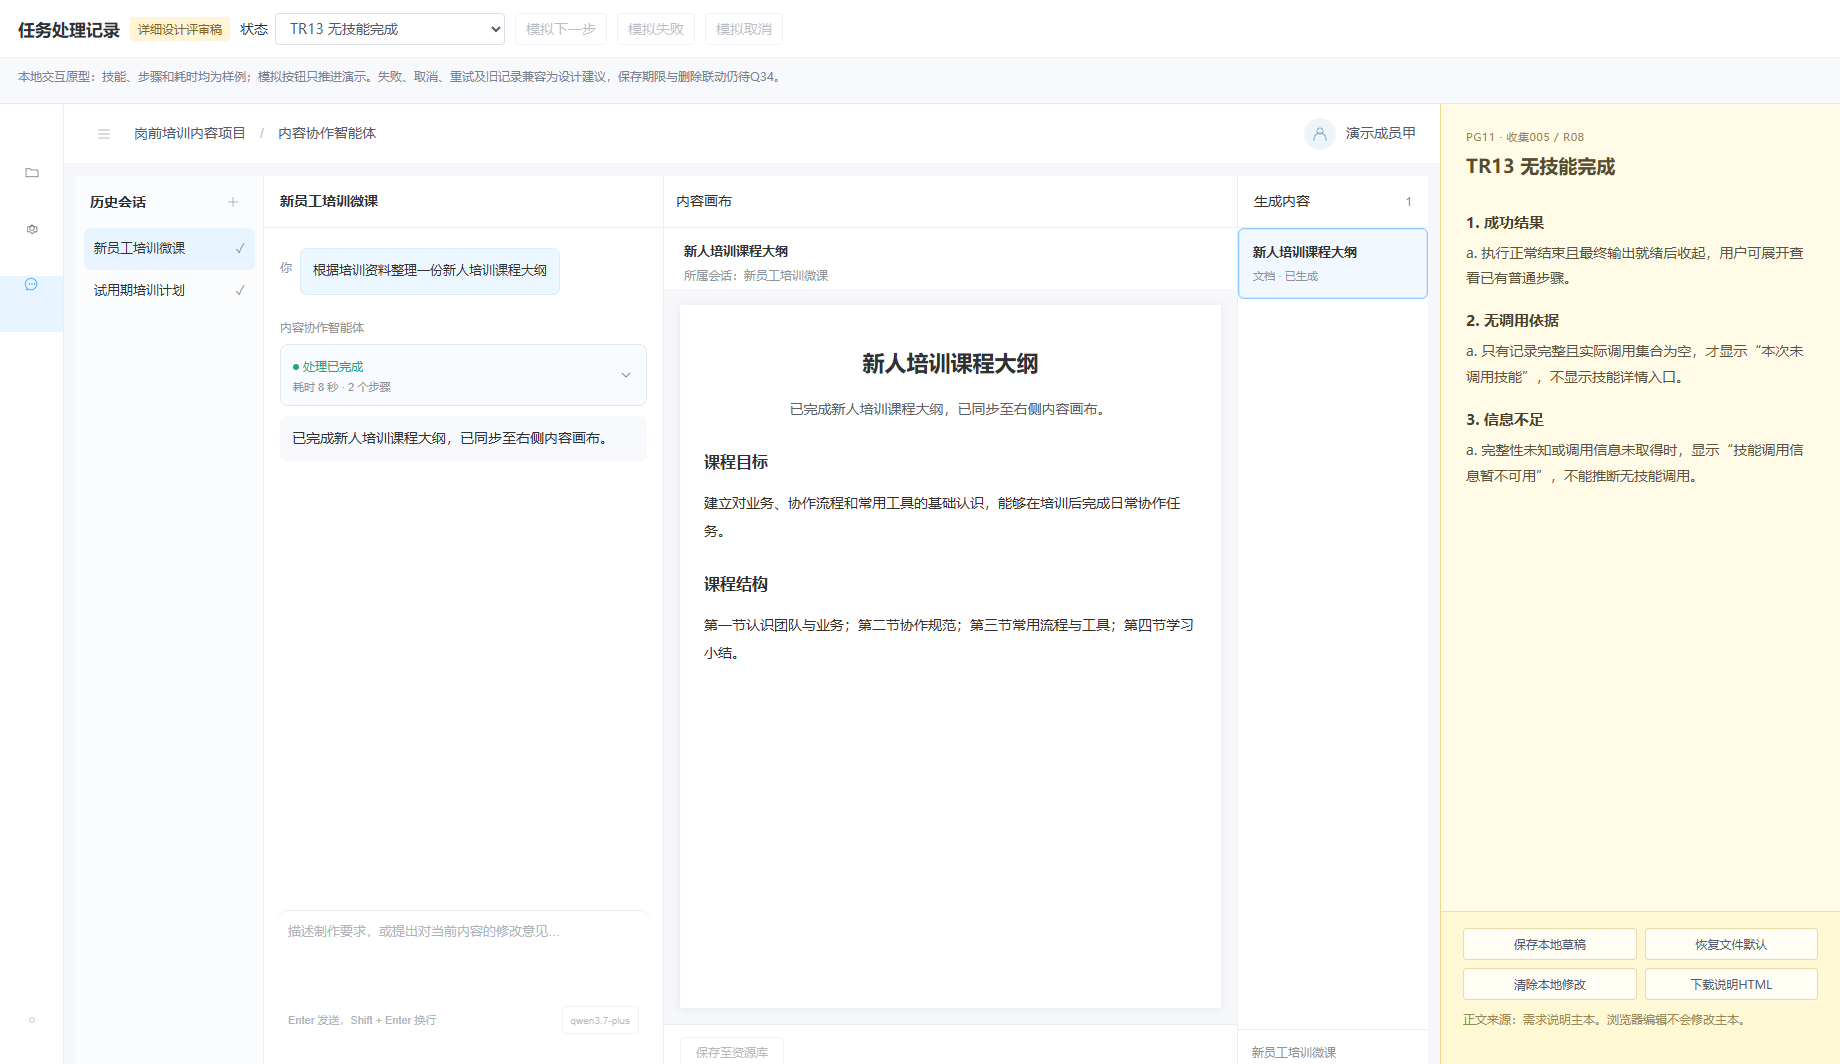 任务处理记录 详细设计评审稿 状态 TR13 无技能完成 模拟下一步 模拟失败 模拟取消
本地交互原型：技能、步骤和耗时均为样例；模拟按钮只推进演示。失败、取消、重试及旧记录兼容为设计建议，保存期限与删除联动仍待Q34。
岗前培训内容项目 / 内容协作智能体
演示成员甲
历史会话
新员工培训微课
试用期培训计划
新员工培训微课
你
根据培训资料整理一份新人培训课程大纲
内容协作智能体
处理已完成
耗时 8 秒 · 2 个步骤
已完成新人培训课程大纲，已同步至右侧内容画布。
描述制作要求，或提出对当前内容的修改意见...
Enter 发送，Shift + Enter 换行
qwen3.7-plus
内容画布
新人培训课程大纲
所属会话：新员工培训微课
新人培训课程大纲
已完成新人培训课程大纲，已同步至右侧内容画布。
课程目标
建立对业务、协作流程和常用工具的基础认识，能够在培训后完成日常协作任
务。
课程结构
第一节认识团队与业务；第二节协作规范；第三节常用流程与工具；第四节学习
小结。
保存至资源库
生成内容 1
新人培训课程大纲
文档 · 已生成
新员工培训微课
PG11 · 收集005 / R08
TR13 无技能完成
1. 成功结果
a. 执行正常结束且最终输出就绪后收起，用户可展开查
看已有普通步骤。
2. 无调用依据
a. 只有记录完整且实际调用集合为空，才显示“本次未
调用技能”，不显示技能详情入口。
3. 信息不足
a. 完整性未知或调用信息未取得时，显示“技能调用信
息暂不可用”，不能推断无技能调用。
保存本地草稿 恢复文件默认
清除本地修改 下载说明HTML
正文来源：需求说明主本。浏览器编辑不会修改主本。